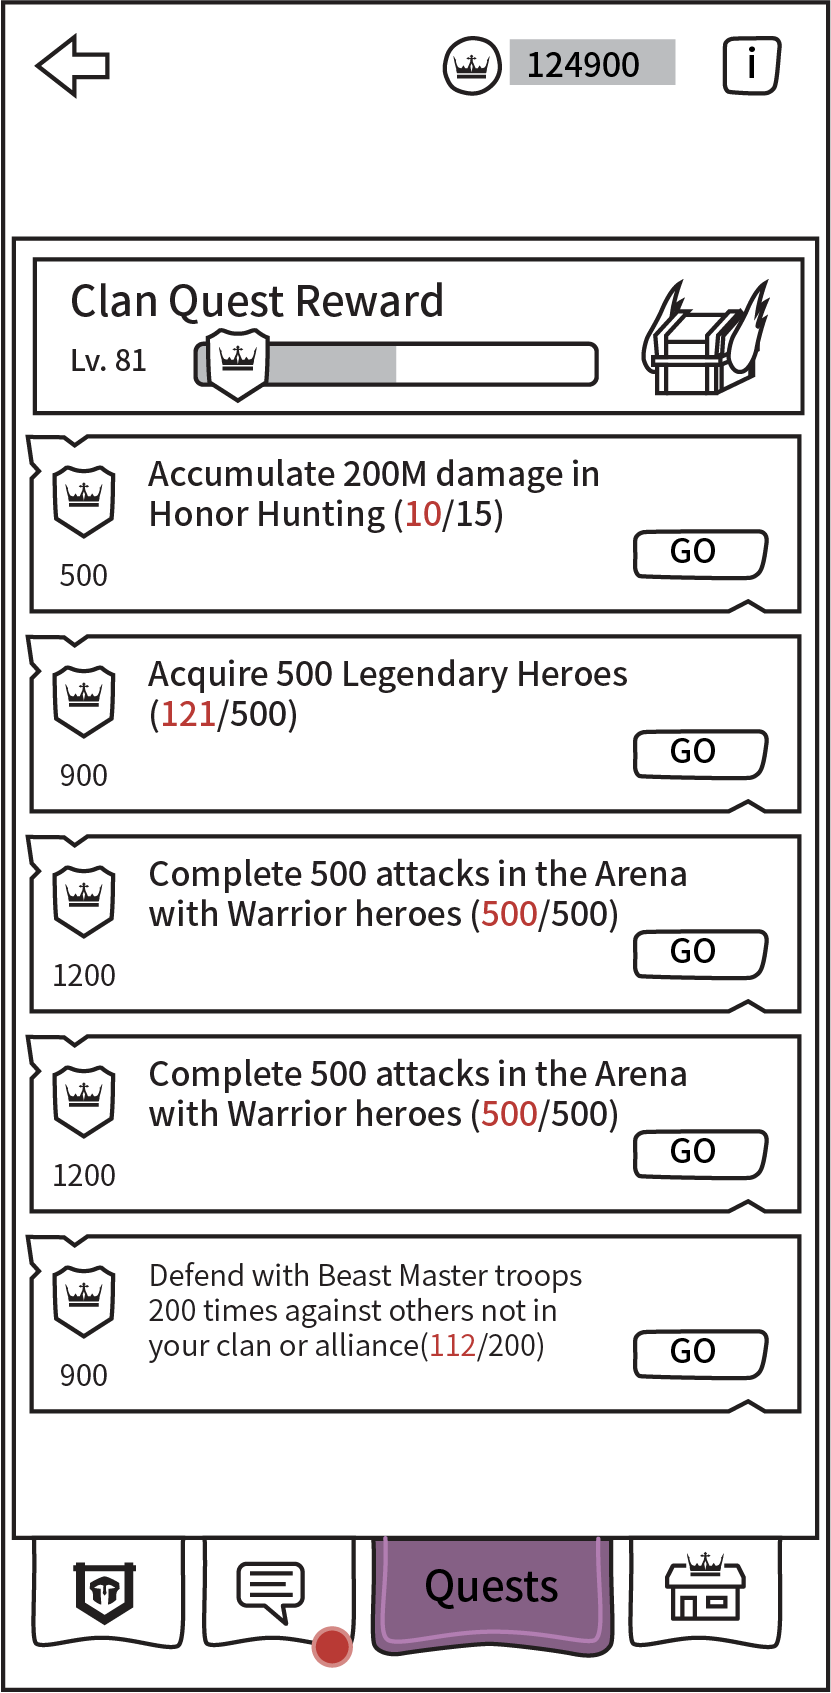 124900
i
Clan Quest Reward
Lv. 81
Accumulate 200M damage in
Honor Hunting (10/15)
GO
500
Acquire 500 Legendary Heroes
(121/500)
GO
900
Complete 500 attacks in the Arena
with Warrior heroes (500/500)
GO
1200
Complete 500 attacks in the Arena
with Warrior heroes (500/500)
GO
1200
Defend with Beast Master troops
200 times against others not in
your clan or alliance(112/200)
GO
900
Quests